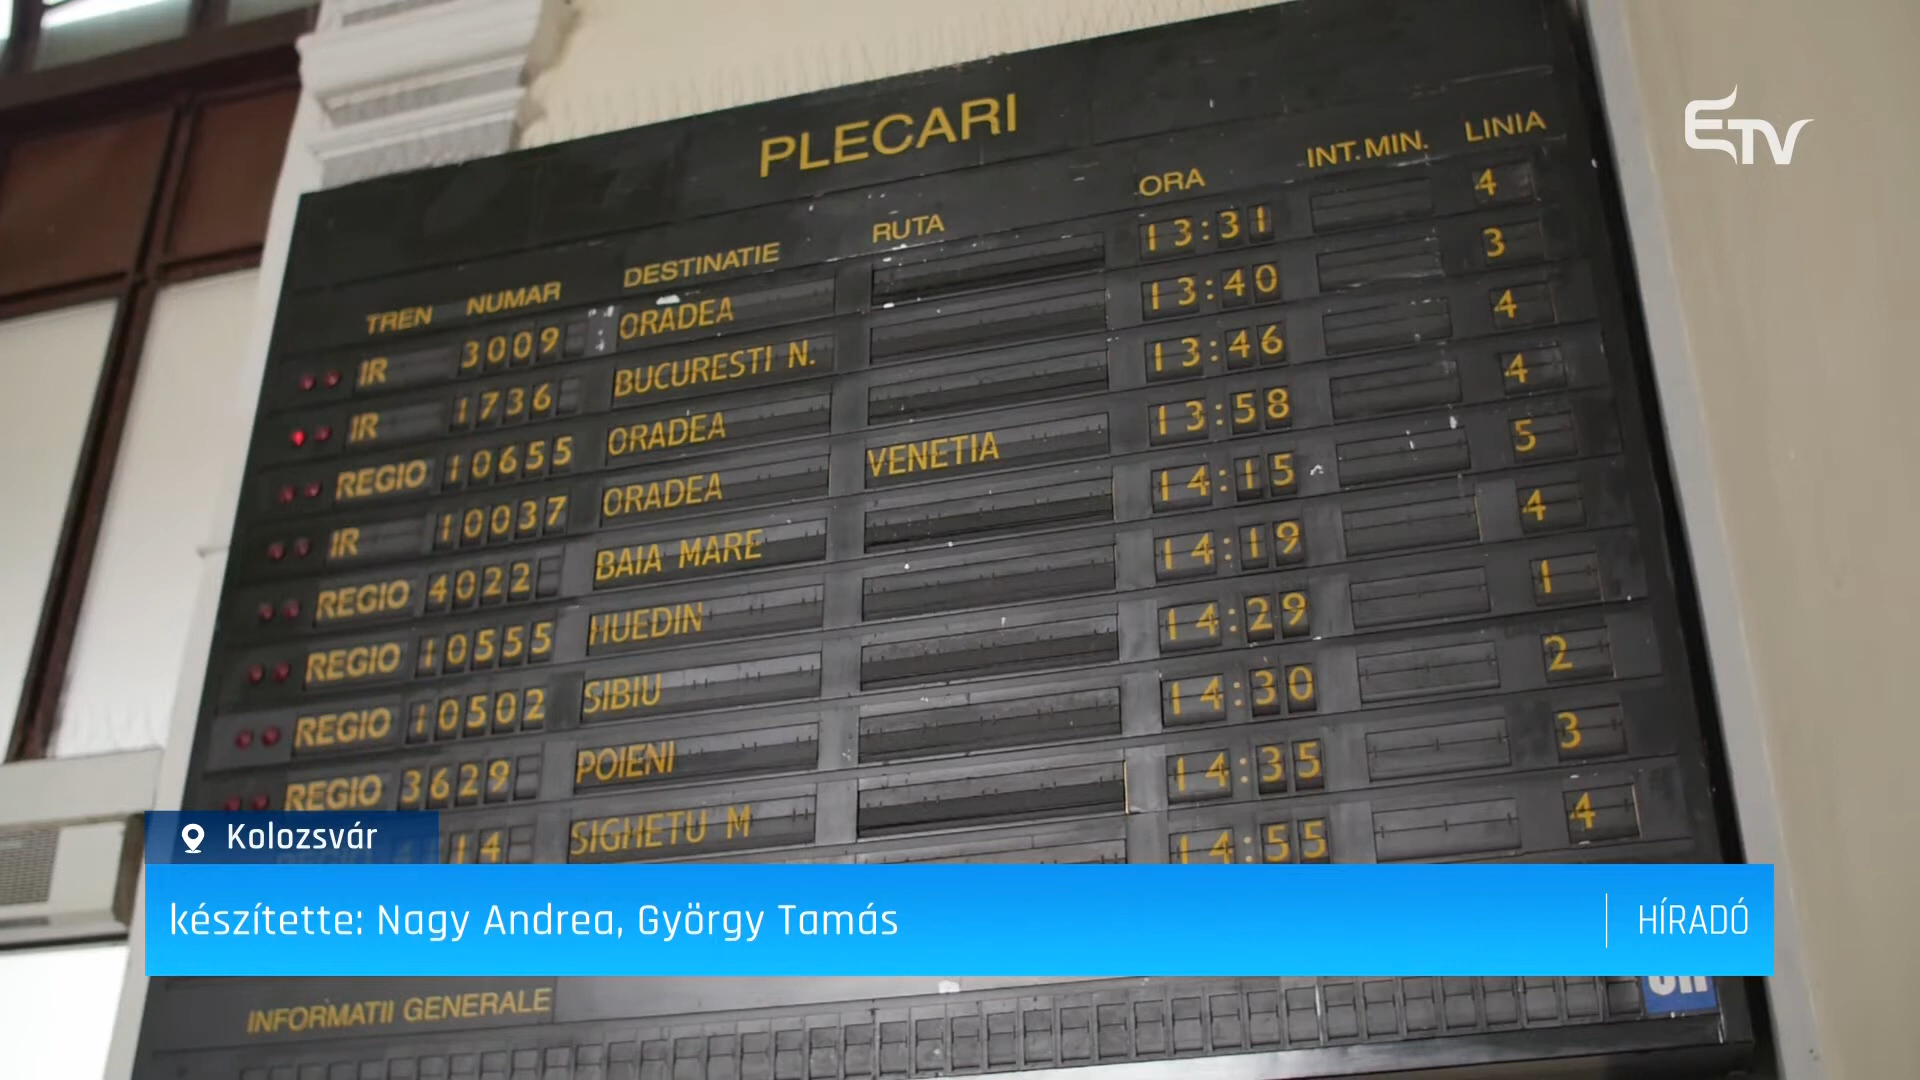 ETV
PLECARI
TREN NUMAR DESTINATIE RUTA ORA INT.MIN. LINIA
IR 3009 ORADEA 13:31 4
IR 1736 BUCURESTI N. 13:40 3
REGIO 10655 ORADEA 13:46 4
IR 10037 ORADEA VENETIA 13:58 4
REGIO 4022 BAIA MARE 14:15 5
REGIO 10555 HUEDIN 14:19 4
REGIO 10502 SIBIU 14:29 1
REGIO 3629 POIENI 14:30 2
SIGHETU M 14:35 3
14:55 4
Kolozsvár
készítette: Nagy Andrea, György Tamás
HÍRADÓ
INFORMATII GENERALE